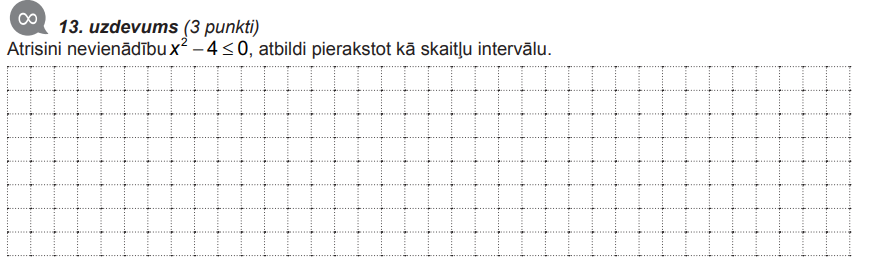 ∞ 13. uzdevums (3 punkti)
Atrisini nevienādību x² – 4 ≤ 0, atbildi pierakstot kā skaitļu intervālu.